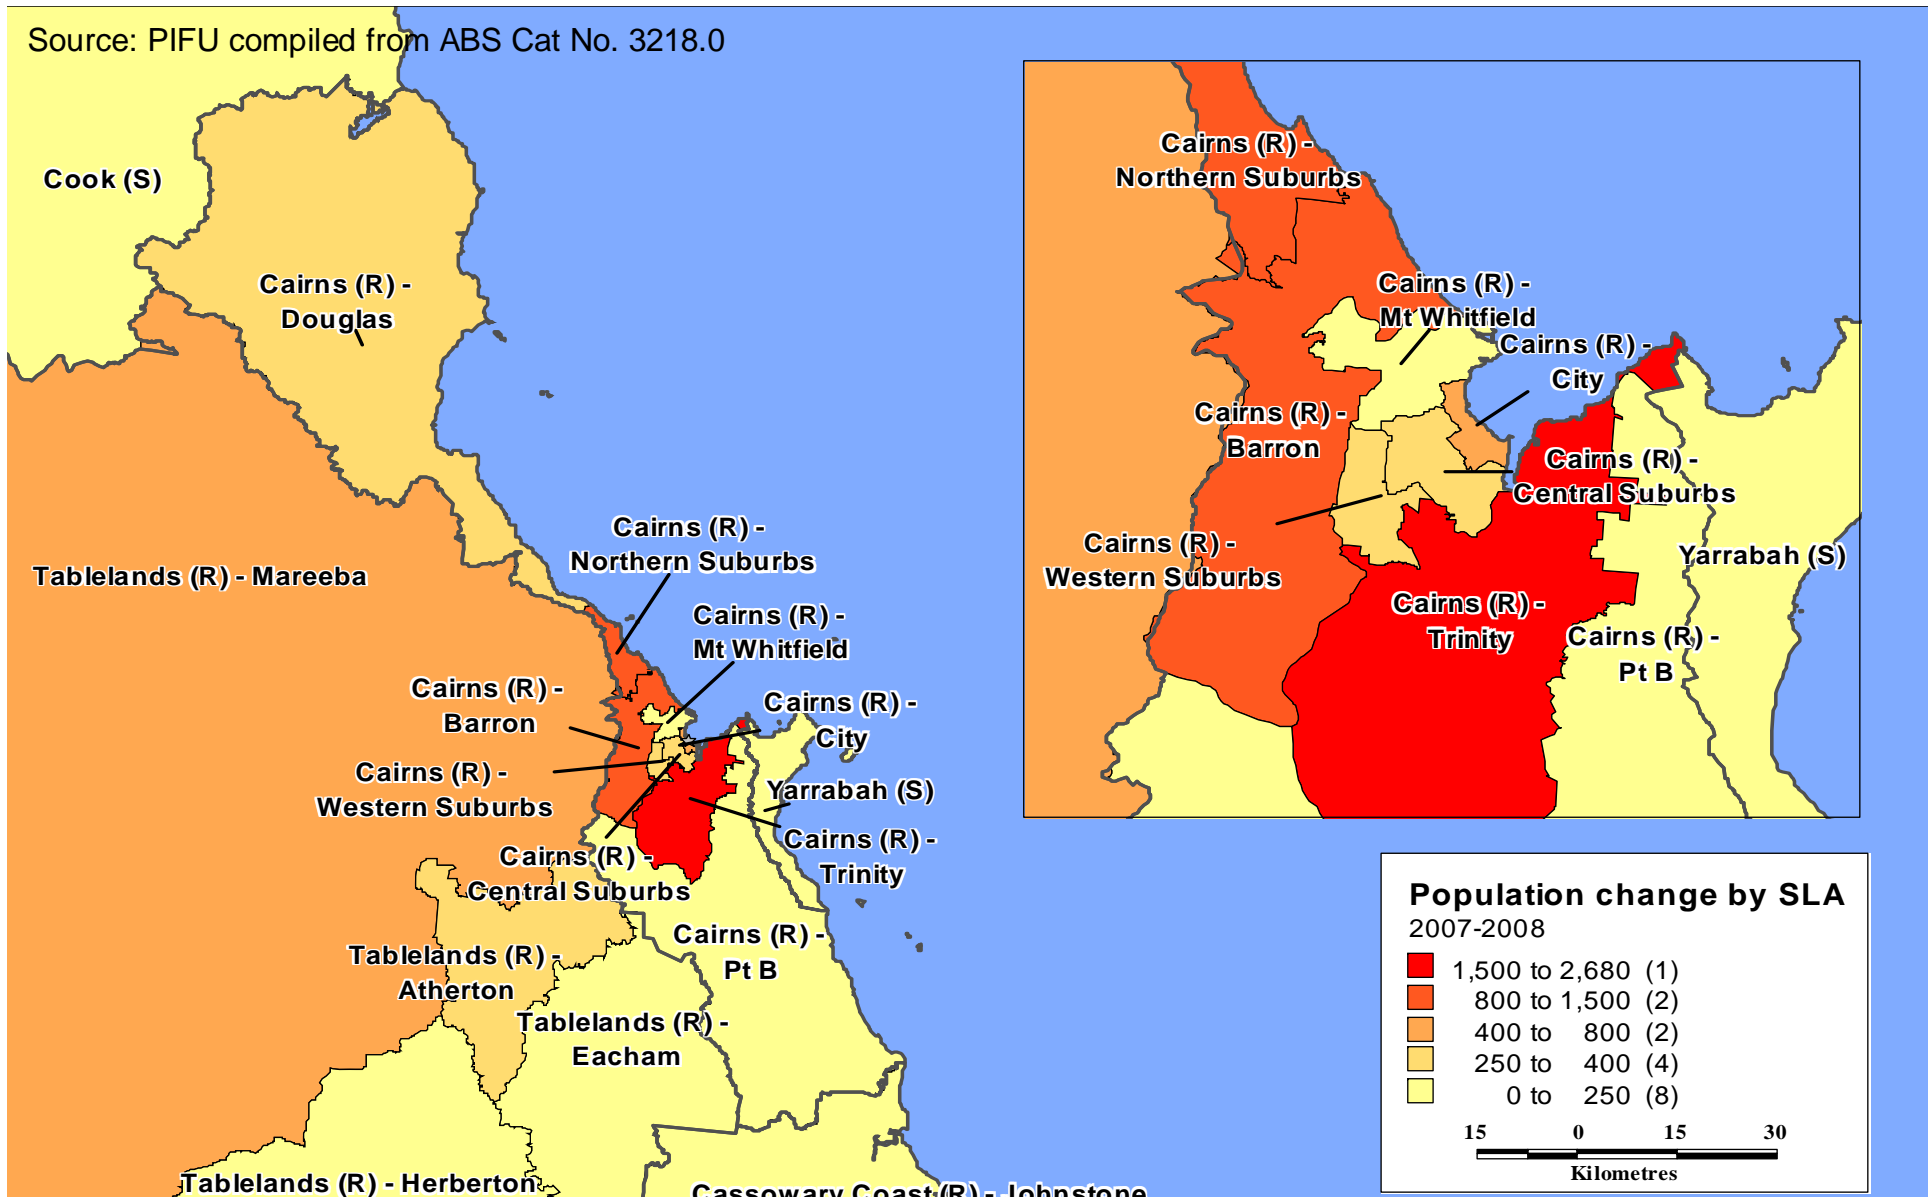 Source: PIFU compiled from ABS Cat No. 3218.0
Cook (S)
Cairns (R) -
Douglas
Tablelands (R) - Mareeba
Cairns (R) -
Northern Suburbs
Cairns (R) -
Mt Whitfield
Cairns (R) -
Barron
Cairns (R) -
City
Cairns (R) -
Western Suburbs
Yarrabah (S)
Cairns (R) -
Trinity
Cairns (R) -
Central Suburbs
Cairns (R) -
Pt B
Tablelands (R) -
Atherton
Tablelands (R) -
Eacham
Tablelands (R) - Herberton
Cassowary Coast (R) - Johnstone
Cairns (R) -
Northern Suburbs
Cairns (R) -
Mt Whitfield
Cairns (R) -
City
Cairns (R) -
Barron
Cairns (R) -
Central Suburbs
Cairns (R) -
Western Suburbs
Yarrabah (S)
Cairns (R) -
Trinity
Cairns (R) -
Pt B
Population change by SLA
2007-2008
1,500 to 2,680 (1)
800 to 1,500 (2)
400 to 800 (2)
250 to 400 (4)
0 to 250 (8)
15 0 15 30
Kilometres